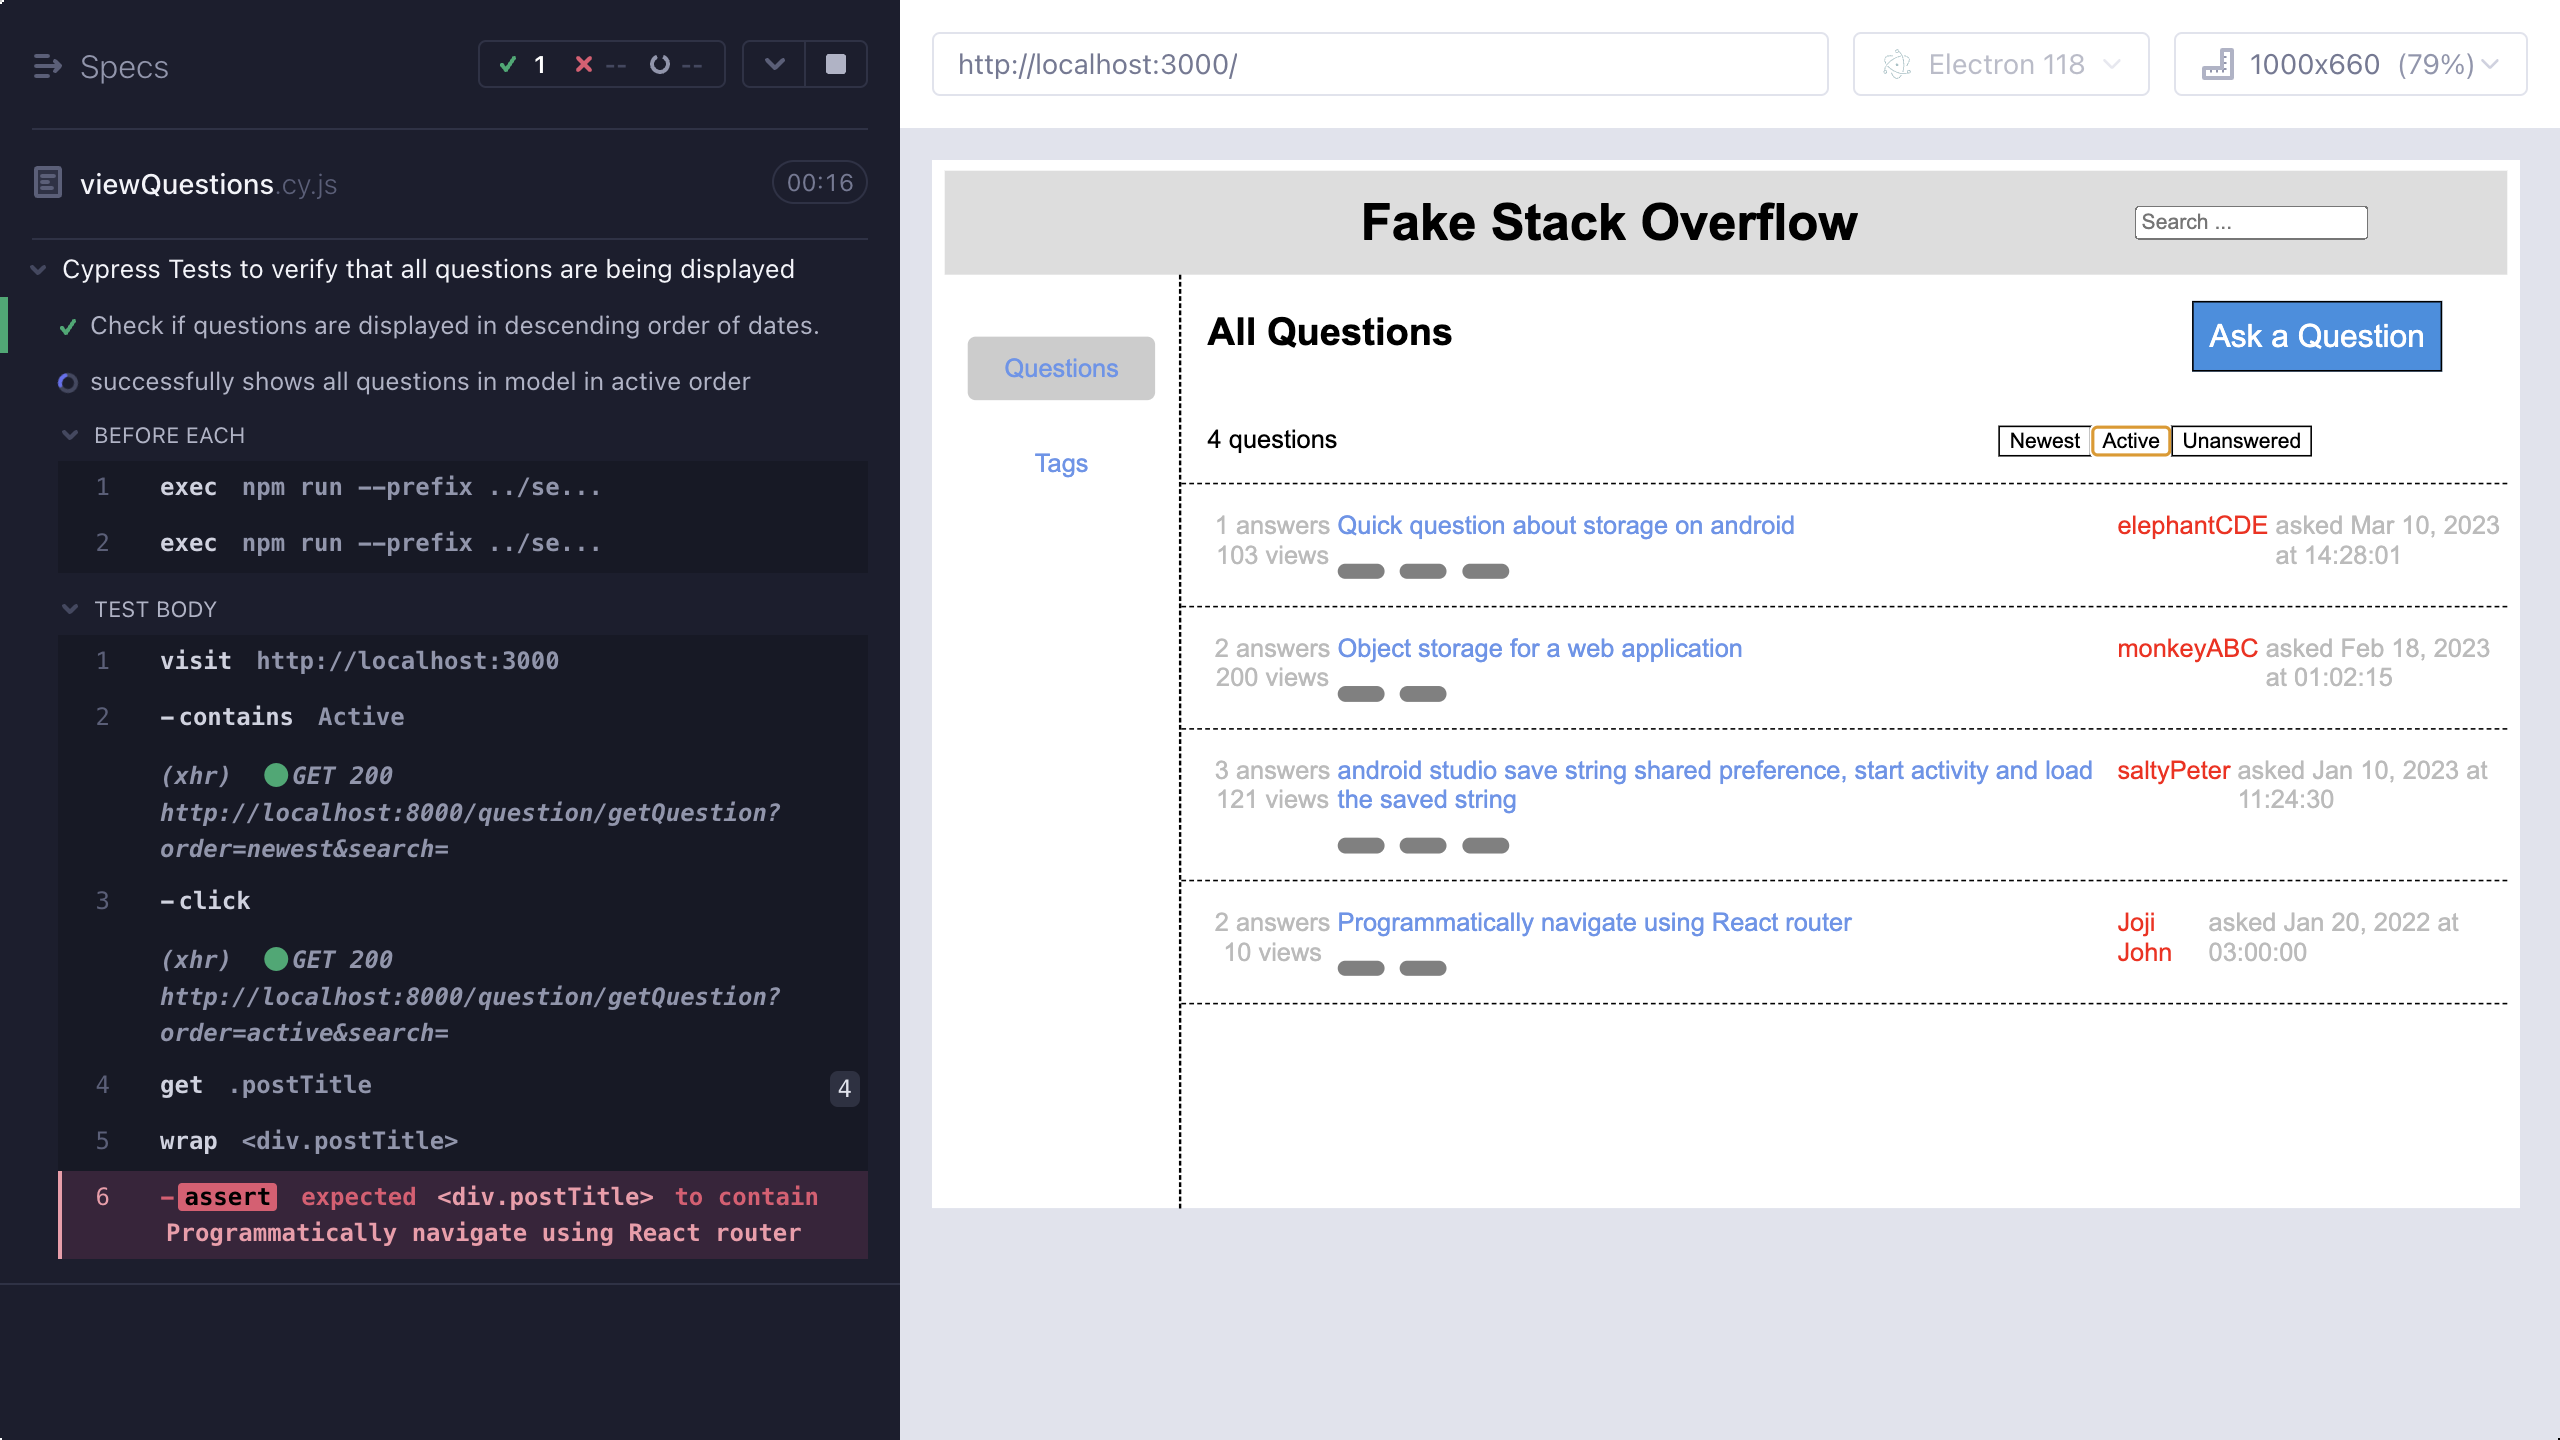 Specs
1 -- --
viewQuestions.cy.js 00:16
Cypress Tests to verify that all questions are being displayed
Check if questions are displayed in descending order of dates.
successfully shows all questions in model in active order
BEFORE EACH
1 exec npm run --prefix ../se...
2 exec npm run --prefix ../se...
TEST BODY
1 visit http://localhost:3000
2 -contains Active
(xhr) GET 200
http://localhost:8000/question/getQuestion?
order=newest&search=
3 -click
(xhr) GET 200
http://localhost:8000/question/getQuestion?
order=active&search=
4 get .postTitle 4
5 wrap <div.postTitle>
6 -assert expected <div.postTitle> to contain
Programmatically navigate using React router
http://localhost:3000/
Electron 118
1000x660 (79%)
Fake Stack Overflow
Search ...
Questions
Tags
All Questions
Ask a Question
4 questions
Newest Active Unanswered
1 answers Quick question about storage on android elephantCDE asked Mar 10, 2023
103 views at 14:28:01
2 answers Object storage for a web application monkeyABC asked Feb 18, 2023
200 views at 01:02:15
3 answers android studio save string shared preference, start activity and load saltyPeter asked Jan 10, 2023 at
121 views the saved string 11:24:30
2 answers Programmatically navigate using React router Joji asked Jan 20, 2022 at
10 views John 03:00:00